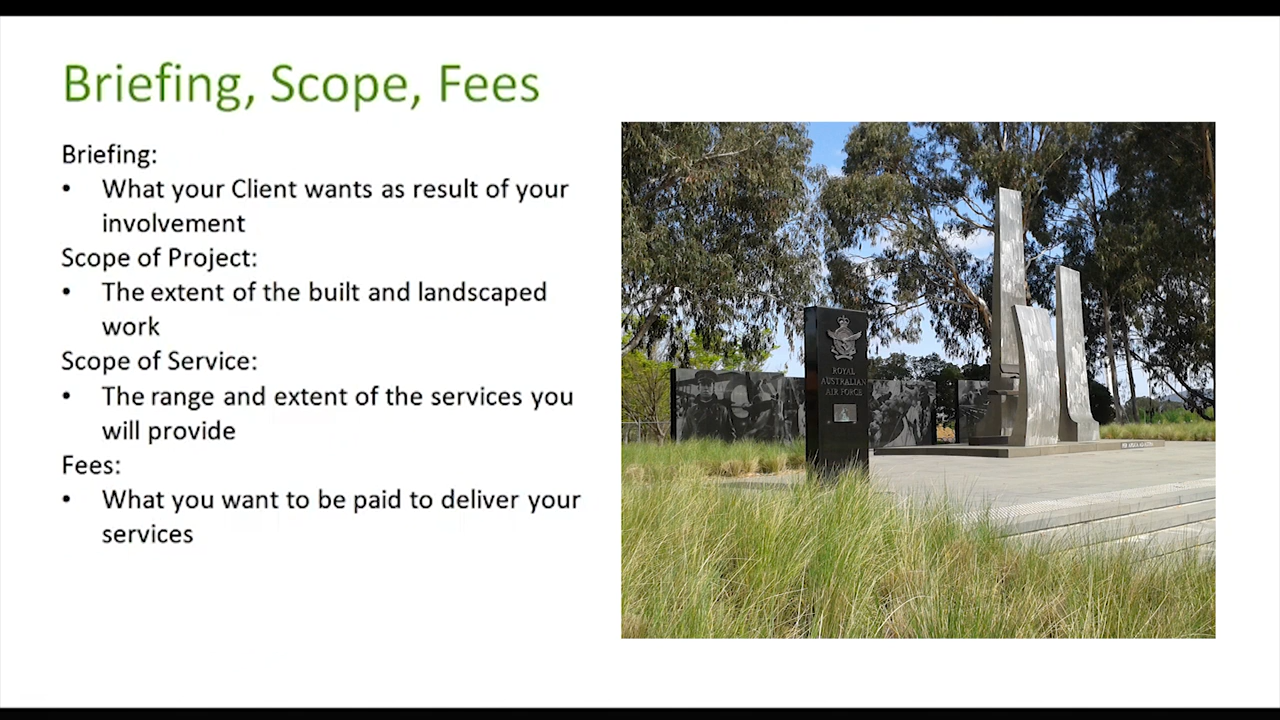 Briefing, Scope, Fees
Briefing:
• What your Client wants as result of your
involvement
Scope of Project:
• The extent of the built and landscaped
work
Scope of Service:
• The range and extent of the services you
will provide
Fees:
• What you want to be paid to deliver your
services
ROYAL
AUSTRALIAN
AIR FORCE